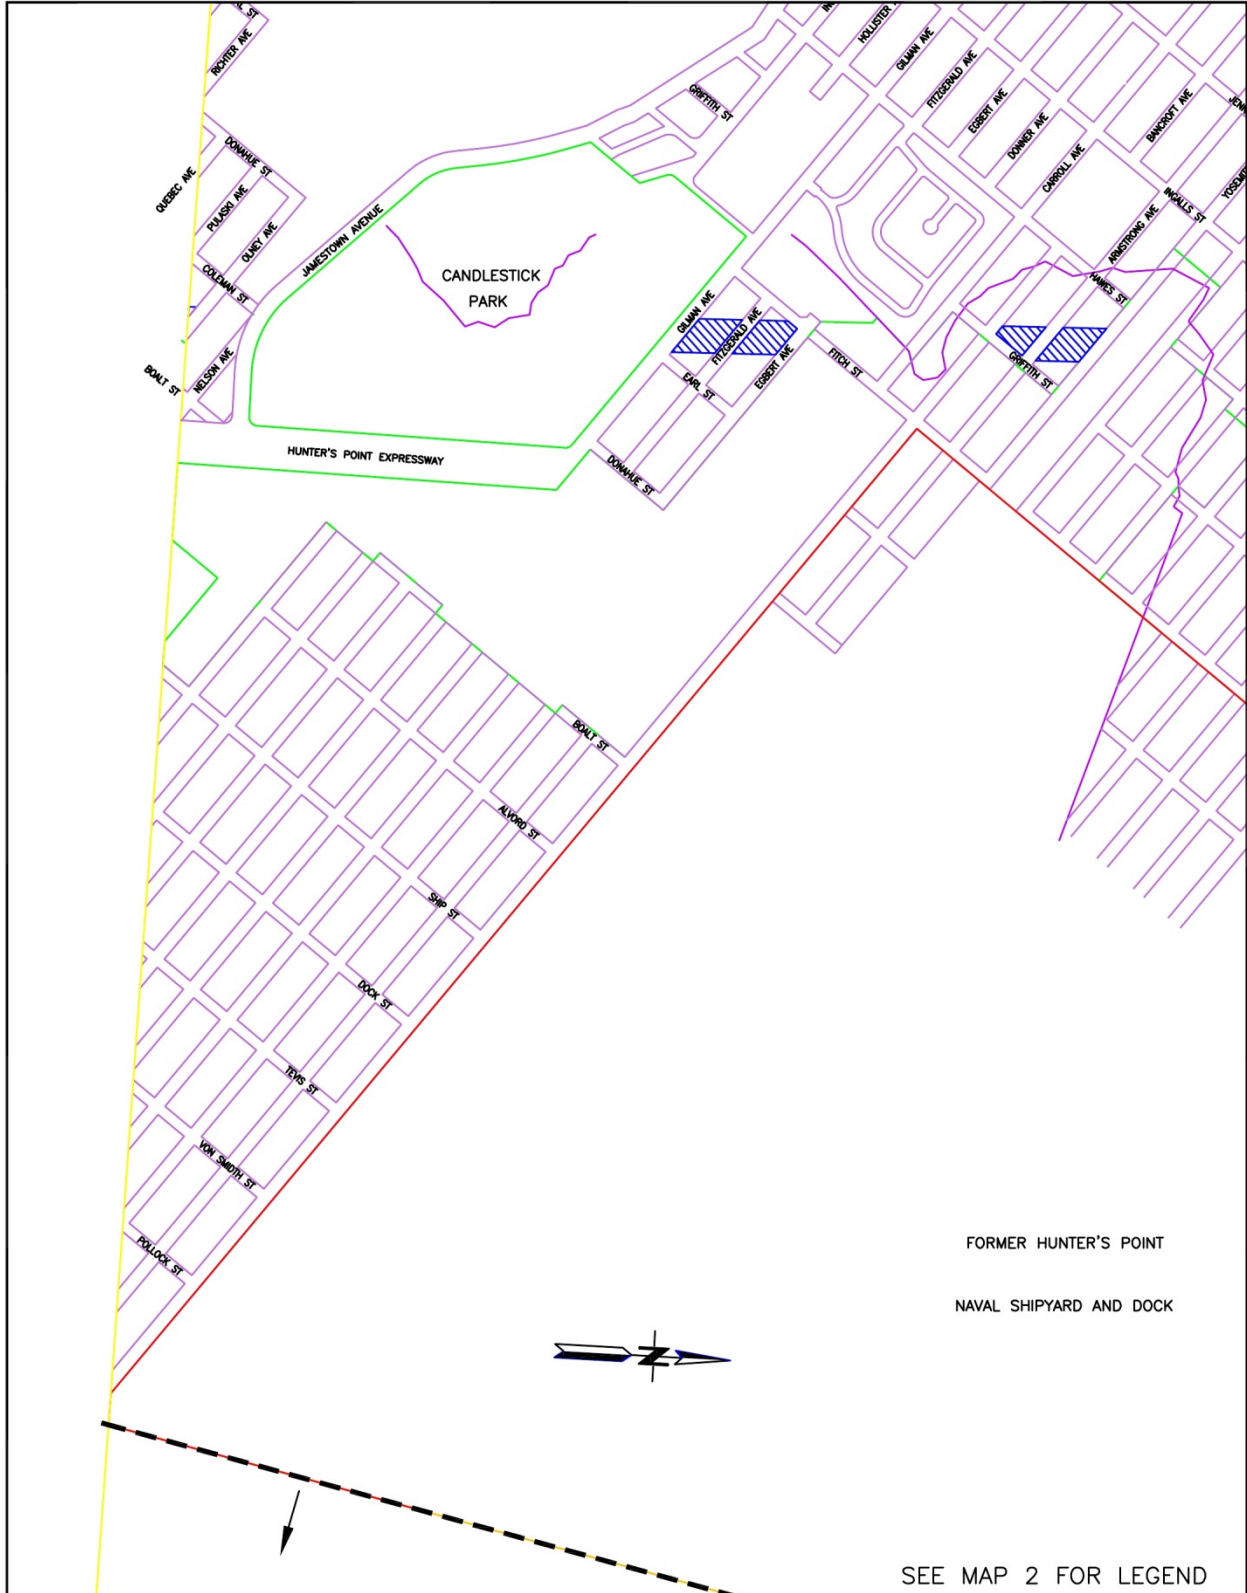 RICHTER AVE
HOLLISTER
GILMAN AVE
FITZGERALD AVE
EGBERT AVE
DONNER AVE
CARROLL AVE
BANCROFT AVE
GRIFFITH ST
DONAHUE ST
QUEBEC AVE
PULASKI AVE
OLNEY AVE
COLEMAN ST
JAMESTOWN AVENUE
INGALLS ST
ARMSTRONG AVE
HAWES ST
CANDLESTICK
PARK
GILMAN AVE
FITZGERALD AVE
EGBERT AVE
FITCH ST
GRIFFITH ST
BOALT ST
NELSON AVE
EARL ST
HUNTER'S POINT EXPRESSWAY
DONAHUE ST
BOALT ST
ALVORD ST
SHIP ST
DOCK ST
TEVIS ST
VON SMIDTH ST
POLLOCK ST
FORMER HUNTER'S POINT
NAVAL SHIPYARD AND DOCK
N
SEE MAP 2 FOR LEGEND